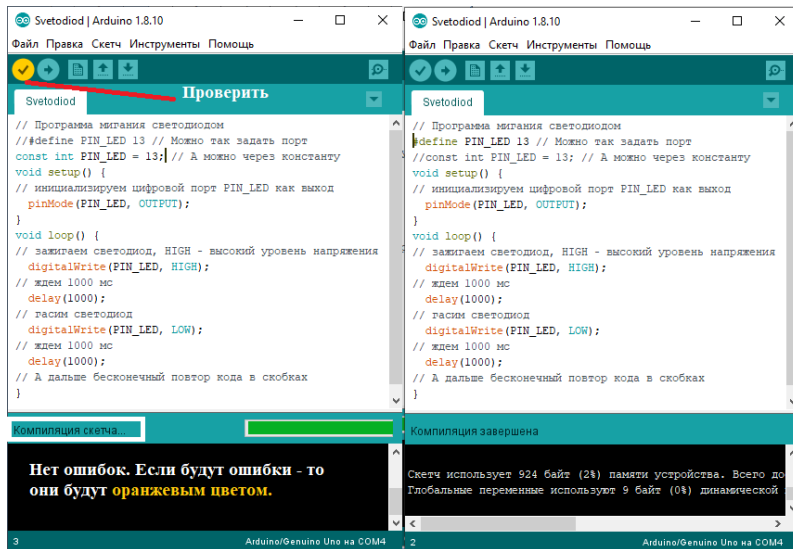 Svetodiod | Arduino 1.8.10
Файл Правка Скетч Инструменты Помощь
Проверить
Svetodiod
// Программа мигания светодиодом
//#define PIN_LED 13 // Можно так задать порт
const int PIN_LED = 13; // А можно через константу
void setup() {
// инициализируем цифровой порт PIN_LED как выход
pinMode(PIN_LED, OUTPUT);
}
void loop() {
// зажигаем светодиод, HIGH - высокий уровень напряжения
digitalWrite(PIN_LED, HIGH);
// ждем 1000 мс
delay(1000);
// гасим светодиод
digitalWrite(PIN_LED, LOW);
// ждем 1000 мс
delay(1000);
// А дальше бесконечный повтор кода в скобках
}
Компиляция скетча...
Нет ошибок. Если будут ошибки - то
они будут оранжевым цветом.
3
Arduino/Genuino Uno на COM4
Svetodiod | Arduino 1.8.10
Файл Правка Скетч Инструменты Помощь
Svetodiod
// Программа мигания светодиодом
#define PIN_LED 13 // Можно так задать порт
//const int PIN_LED = 13; // А можно через константу
void setup() {
// инициализируем цифровой порт PIN_LED как выход
pinMode(PIN_LED, OUTPUT);
}
void loop() {
// зажигаем светодиод, HIGH - высокий уровень напряжения
digitalWrite(PIN_LED, HIGH);
// ждем 1000 мс
delay(1000);
// гасим светодиод
digitalWrite(PIN_LED, LOW);
// ждем 1000 мс
delay(1000);
// А дальше бесконечный повтор кода в скобках
}
Компиляция завершена
Скетч использует 924 байт (2%) памяти устройства. Всего до
Глобальные переменные используют 9 байт (0%) динамической
2
Arduino/Genuino Uno на COM4